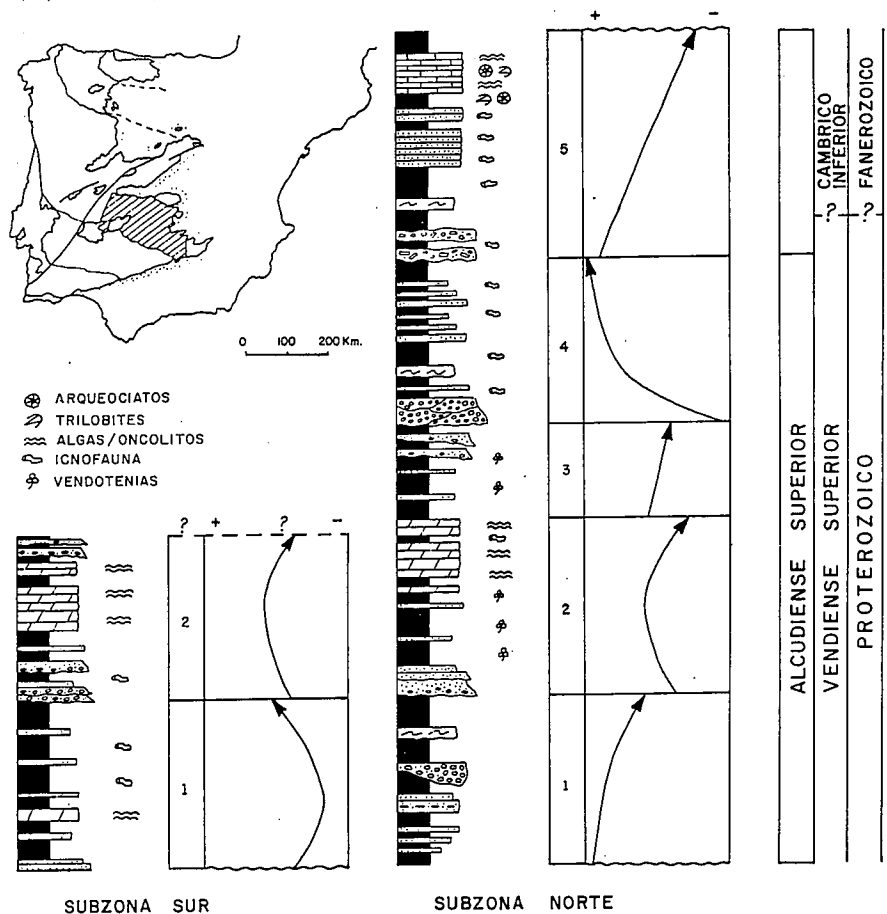 0 100 200 Km.
ARQUEOCIATOS
TRILOBITES
ALGAS/ONCOLITOS
IGNOFAUNA
VENDOTENIAS
? + ? -
2
1
SUBZONA SUR
+ -
5
4
3
2
1
SUBZONA NORTE
ALCUDIENSE SUPERIOR
CAMBRICO
INFERIOR
?
VENDIENSE SUPERIOR
FANEROZOICO
?
PROTEROZOICO